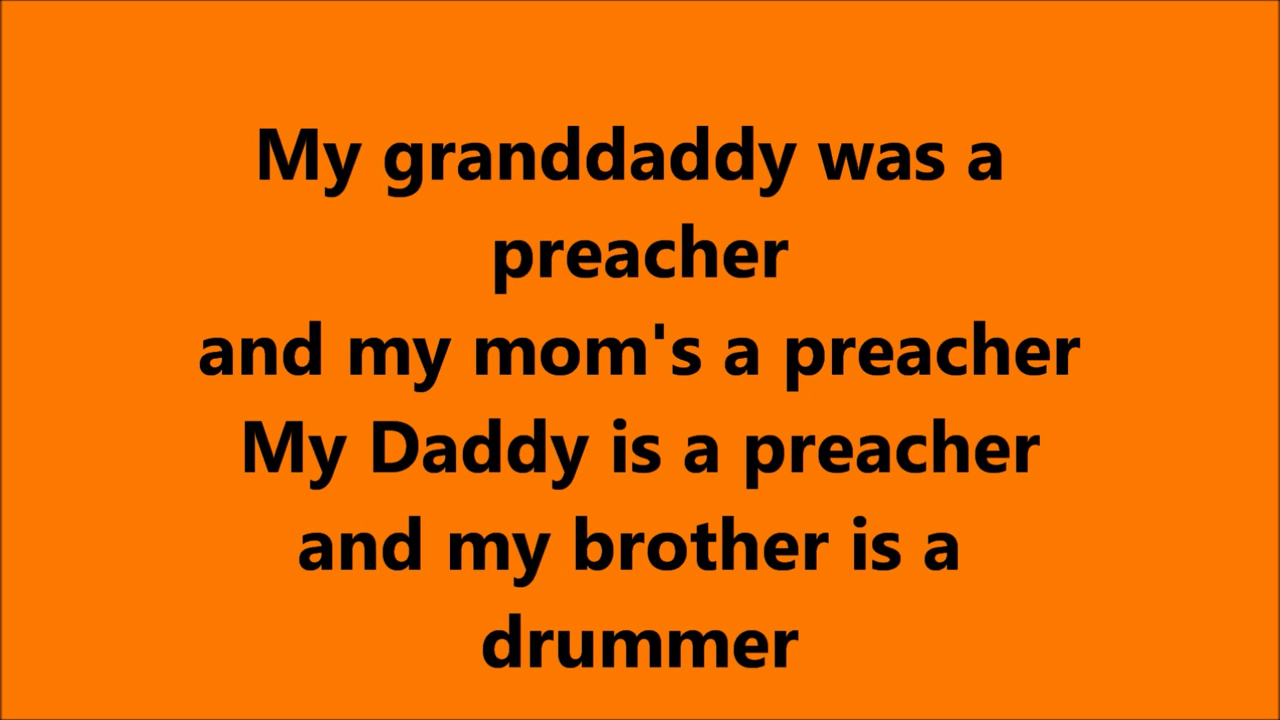 My granddaddy was a
preacher
and my mom's a preacher
My Daddy is a preacher
and my brother is a
drummer